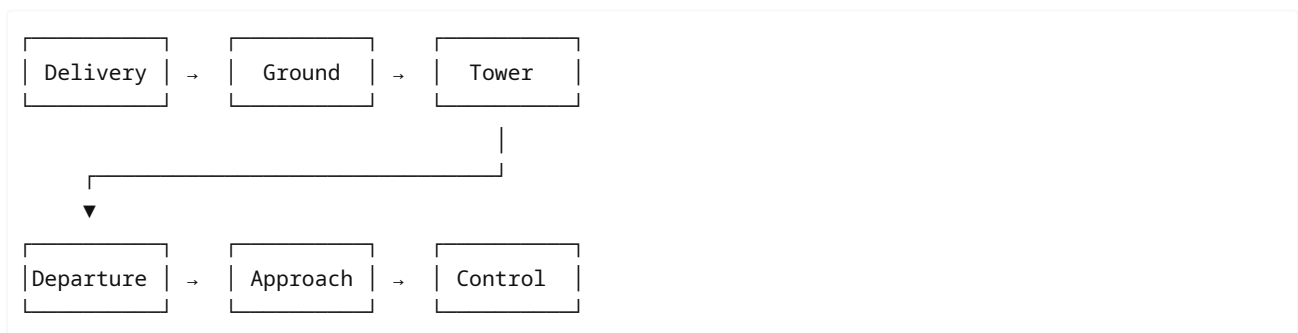 Delivery → Ground → Tower
Departure → Approach → Control